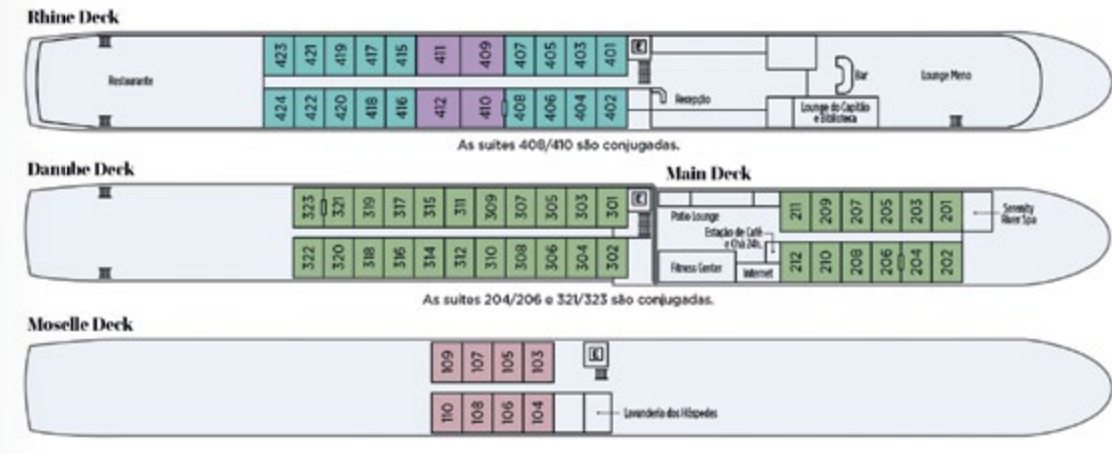 Rhine Deck
423 421 419 417 415 411 409 407 405 403 401 E
Restaurante
Bar
Lounge Meno
Recepção
Lounge do Capitão
e Biblioteca
424 422 420 418 416 412 410 408 406 404 402
As suítes 408/410 são conjugadas.
Danube Deck
Main Deck
323 321 319 317 315 311 309 307 305 303 301 E
322 320 318 316 314 312 310 308 306 304 302
Patio Lounge
Estação de Café
e Chá 24h.
Fitness Center
Internet
211 209 207 205 203 201
Serenity
River Spa
212 210 208 206 204 202
As suítes 204/206 e 321/323 são conjugadas.
Moselle Deck
109 107 105 103 E
110 108 106 104
Lavanderia dos Hóspedes